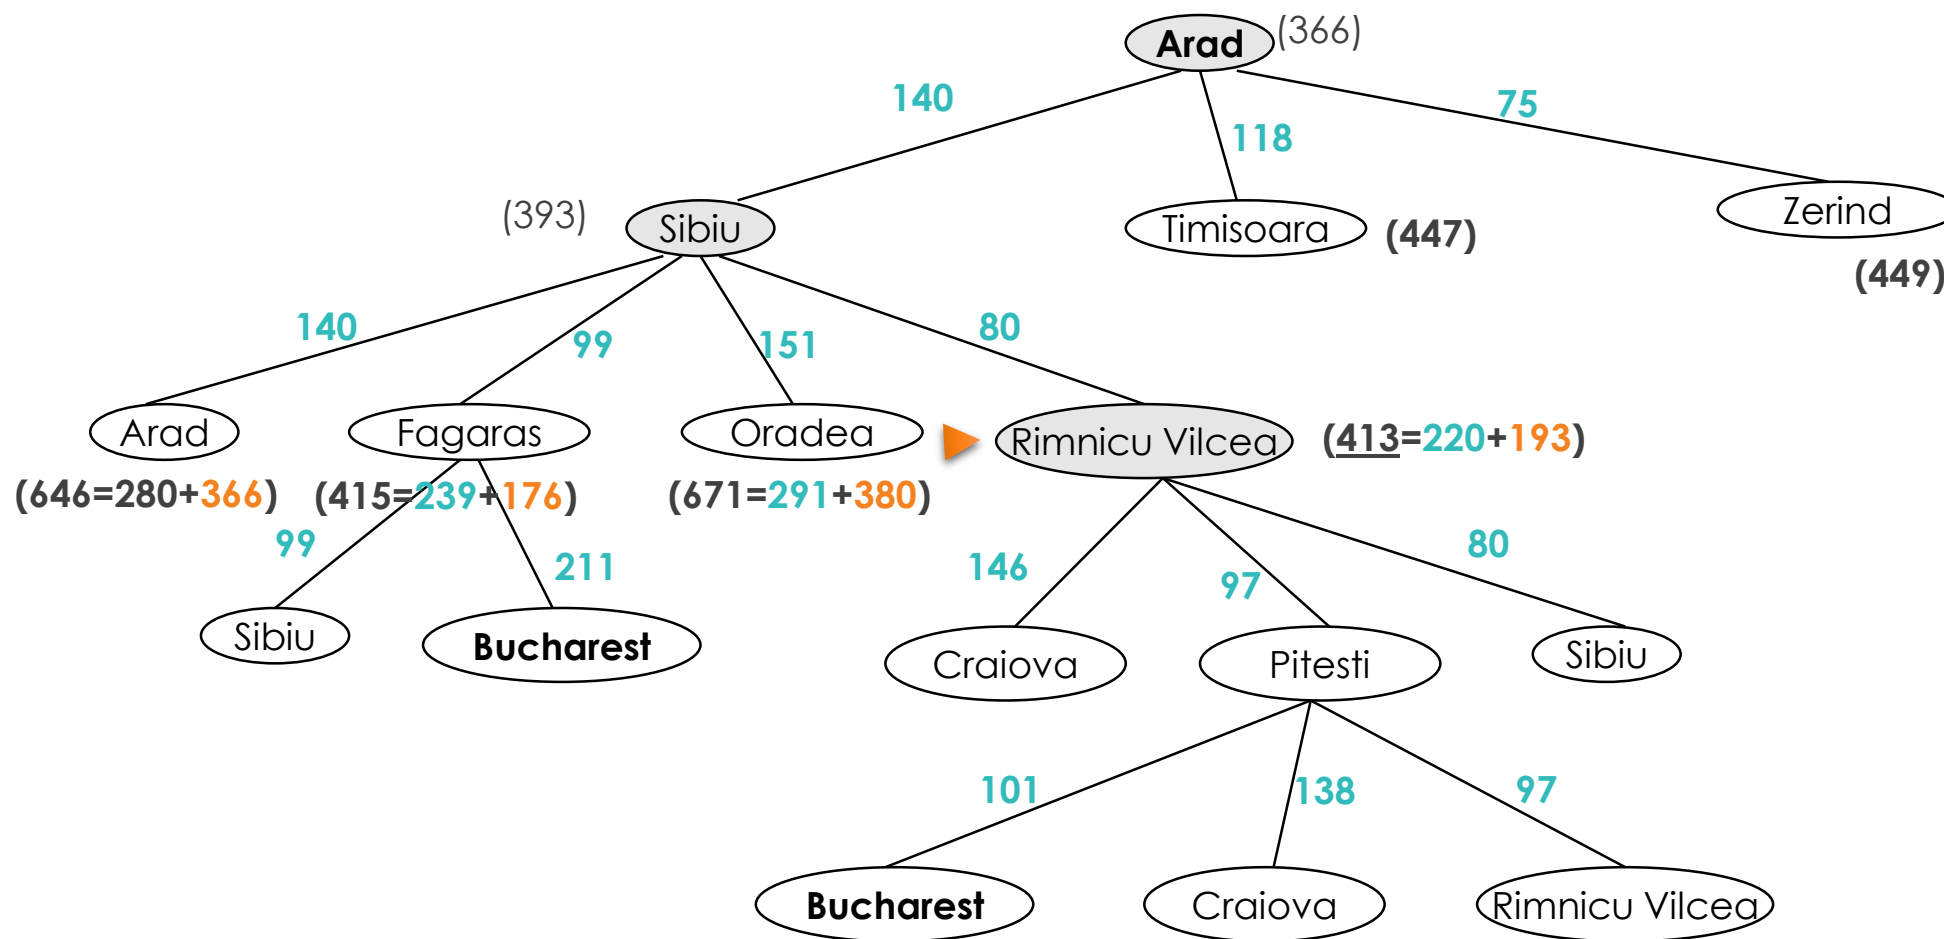 Arad (366)
140
75
118
(393)
Sibiu
Timisoara (447)
Zerind
(449)
140
99
151
80
Arad
Fagaras
Oradea
Rimnicu Vilcea
(413=220+193)
(646=280+366)
(415=239+176)
(671=291+380)
99
211
146
97
80
Sibiu
Bucharest
Craiova
Pitesti
Sibiu
101
138
97
Bucharest
Craiova
Rimnicu Vilcea